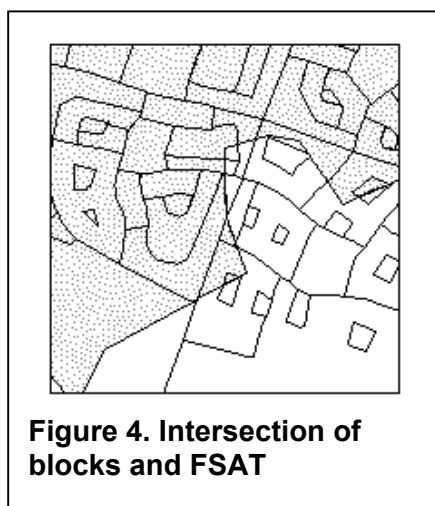 Figure 4. Intersection of
blocks and FSAT